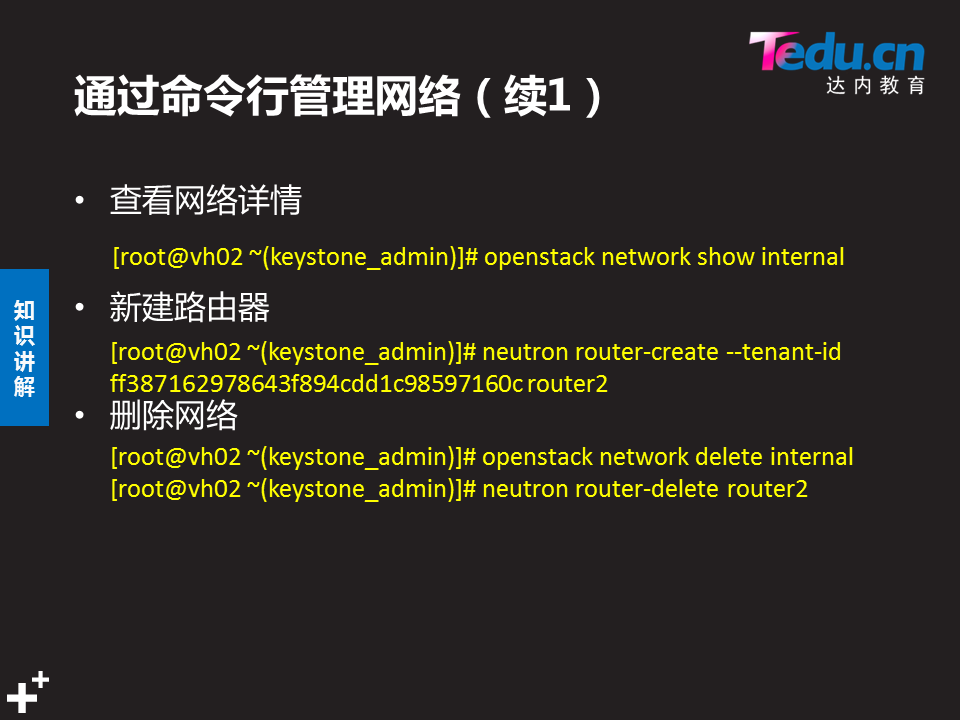 Tedu.cn
达内教育
通过命令行管理网络（续1）
• 查看网络详情
[root@vh02 ~(keystone_admin)]# openstack network show internal
• 新建路由器
[root@vh02 ~(keystone_admin)]# neutron router-create --tenant-id
ff387162978643f894cdd1c98597160c router2
• 删除网络
[root@vh02 ~(keystone_admin)]# openstack network delete internal
[root@vh02 ~(keystone_admin)]# neutron router-delete router2
知
识
讲
解